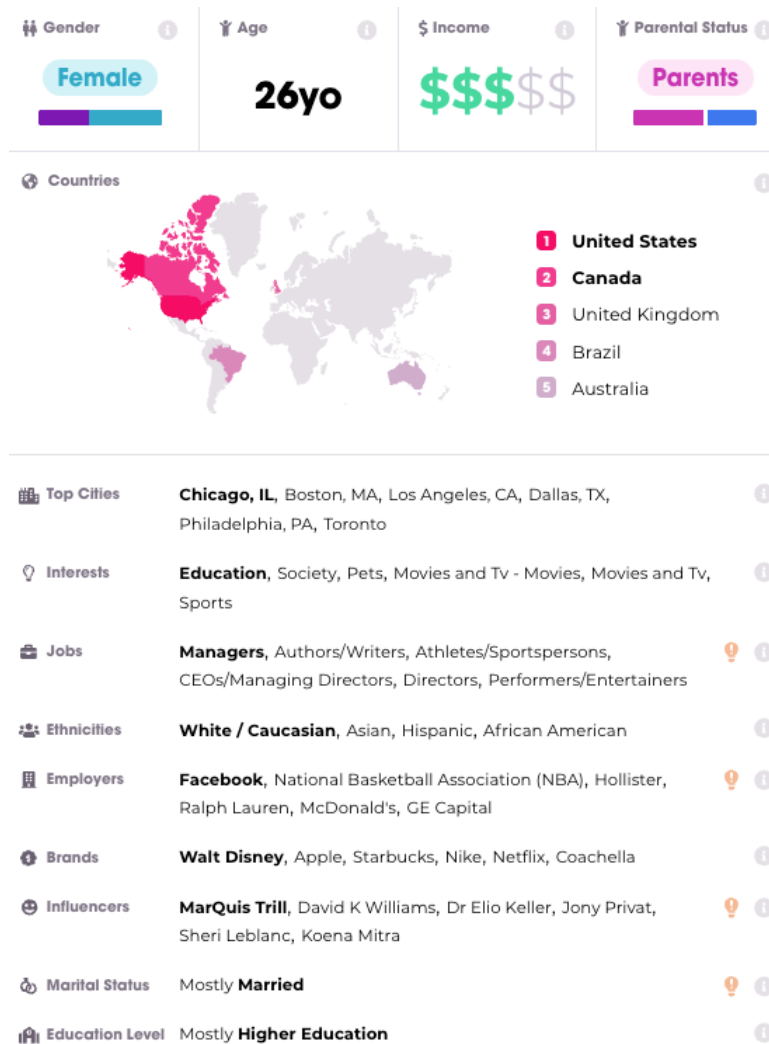 Gender
Age
$ Income
Parental Status
Female
26yo
$$$$$
Parents
Countries
1 United States
2 Canada
3 United Kingdom
4 Brazil
5 Australia
Top Cities
Chicago, IL, Boston, MA, Los Angeles, CA, Dallas, TX,
Philadelphia, PA, Toronto
Interests
Education, Society, Pets, Movies and Tv - Movies, Movies and Tv,
Sports
Jobs
Managers, Authors/Writers, Athletes/Sportspersons,
CEOs/Managing Directors, Directors, Performers/Entertainers
Ethnicities
White / Caucasian, Asian, Hispanic, African American
Employers
Facebook, National Basketball Association (NBA), Hollister,
Ralph Lauren, McDonald's, GE Capital
Brands
Walt Disney, Apple, Starbucks, Nike, Netflix, Coachella
Influencers
MarQuis Trill, David K Williams, Dr Elio Keller, Jony Privat,
Sheri Leblanc, Koena Mitra
Marital Status
Mostly Married
Education Level
Mostly Higher Education